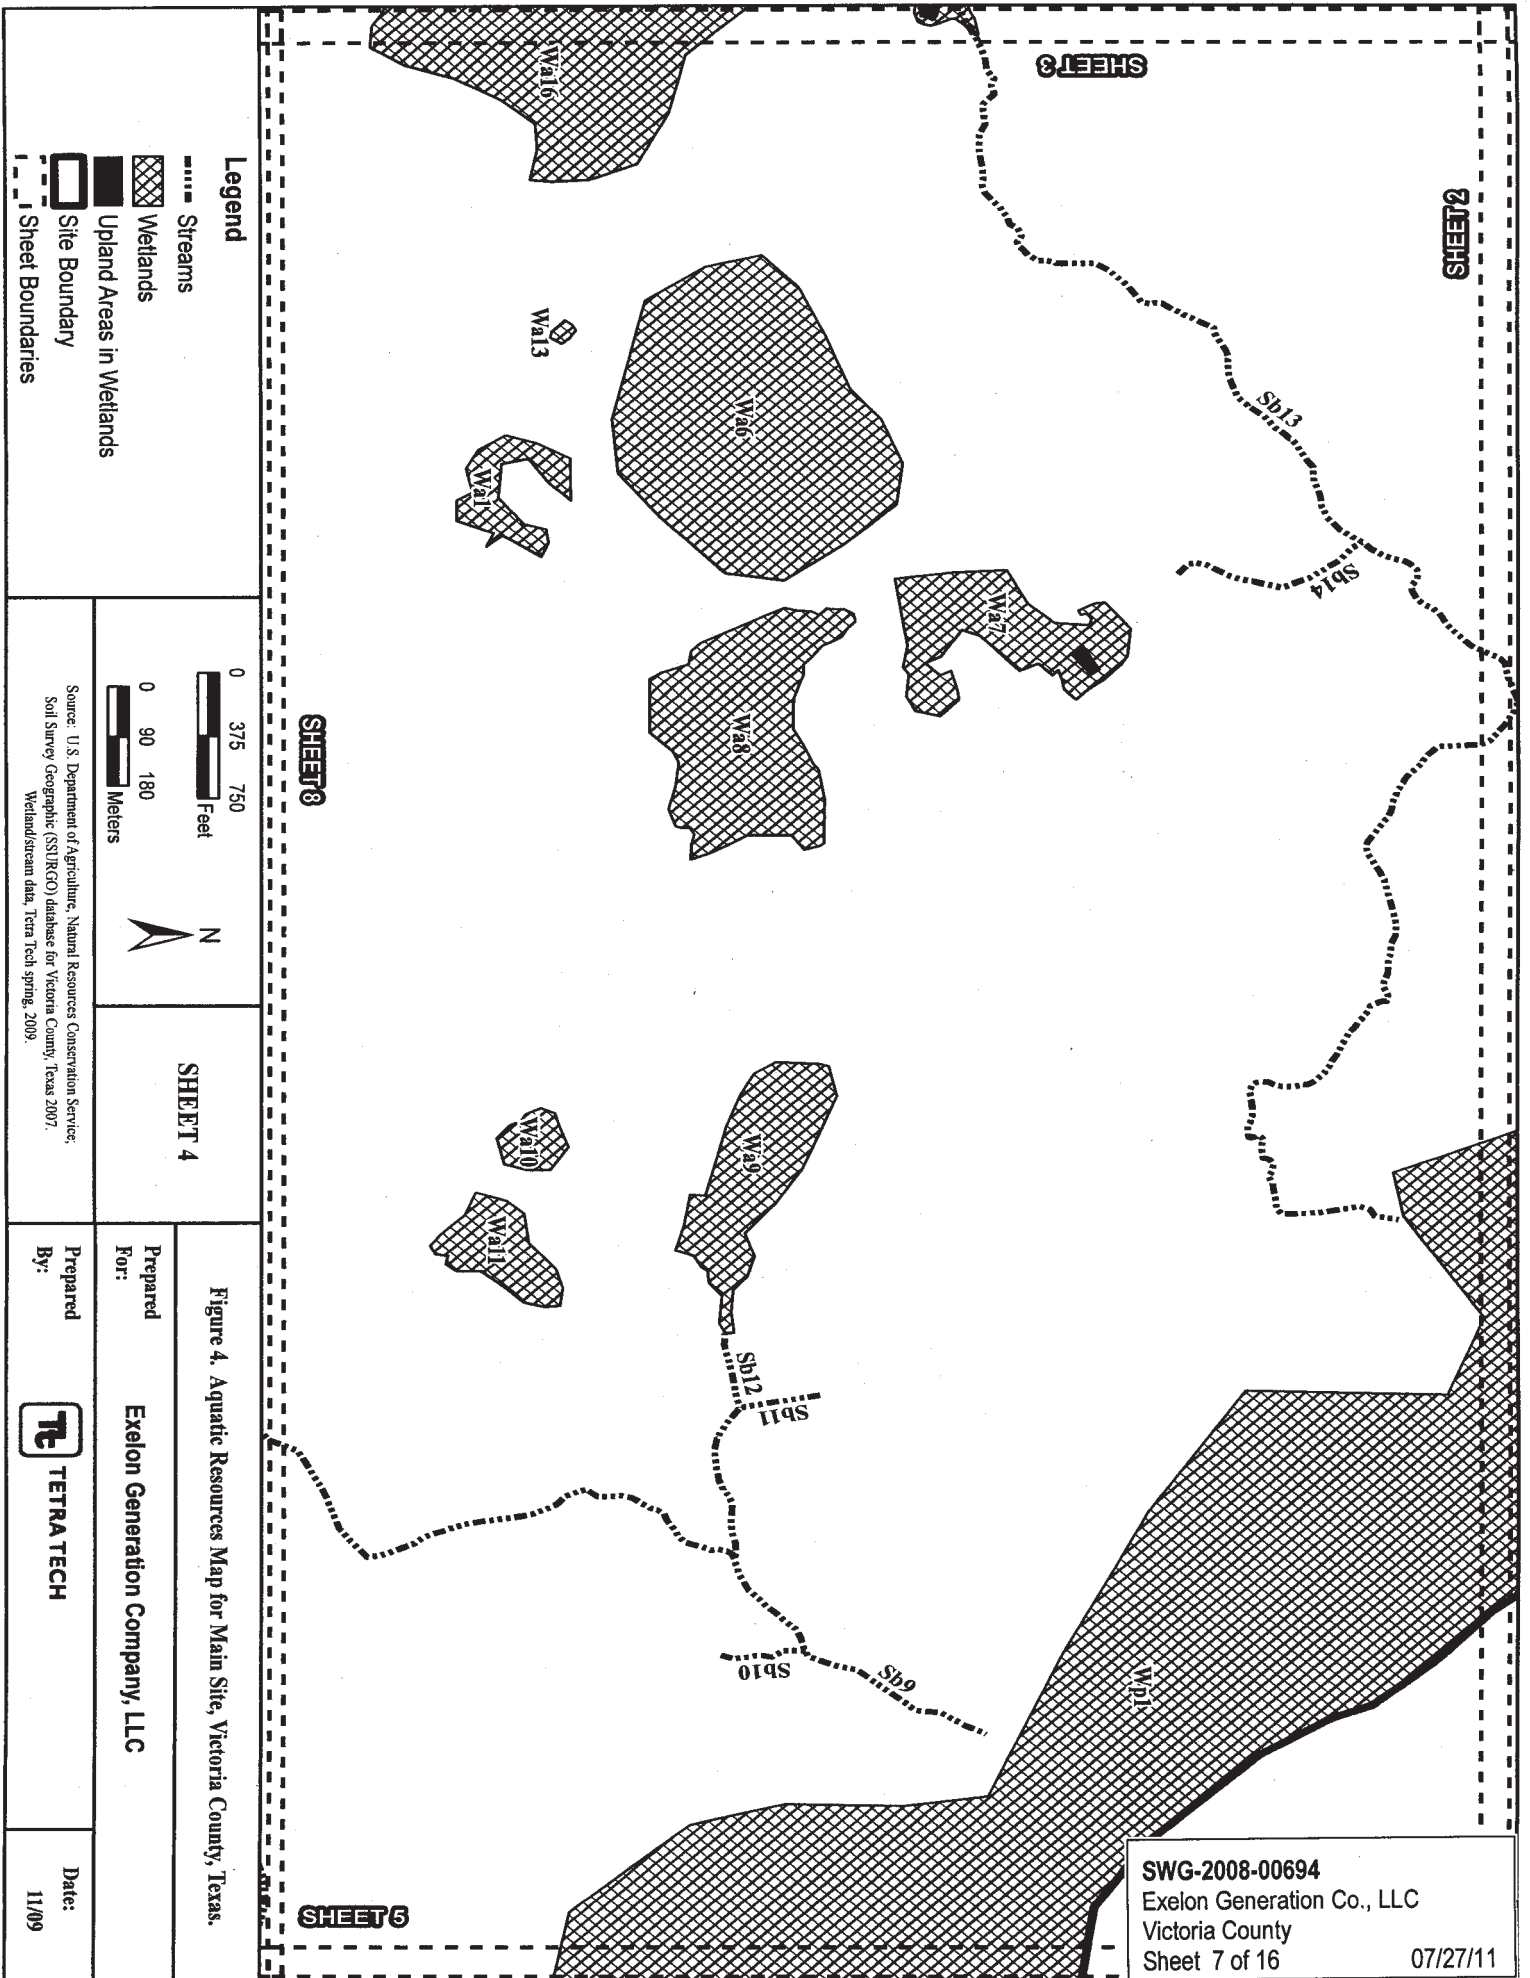 SHEET 2
SHEET 3
Sb13
Sb14
Wa16
Wa6
Wa13
Wa1
Wa7
Wa8
Wa9
Wa10
Wa11
Sb12
Sb11
Sb10
Sb9
Wp1
SHEET 8
SHEET 5
Legend
Streams
Wetlands
Upland Areas in Wetlands
Site Boundary
Sheet Boundaries
0 375 750
Feet
0 90 180
Meters
N
Source: U.S. Department of Agriculture, Natural Resources Conservation Service;
Soil Survey Geographic (SSURGO) database for Victoria County, Texas 2007.
Wetland/stream data, Tetra Tech spring, 2009.
SHEET 4
Figure 4. Aquatic Resources Map for Main Site, Victoria County, Texas.
Prepared
For:
Exelon Generation Company, LLC
Prepared
By:
Tt TETRA TECH
Date:
11/09
SWG-2008-00694
Exelon Generation Co., LLC
Victoria County
Sheet 7 of 16 07/27/11